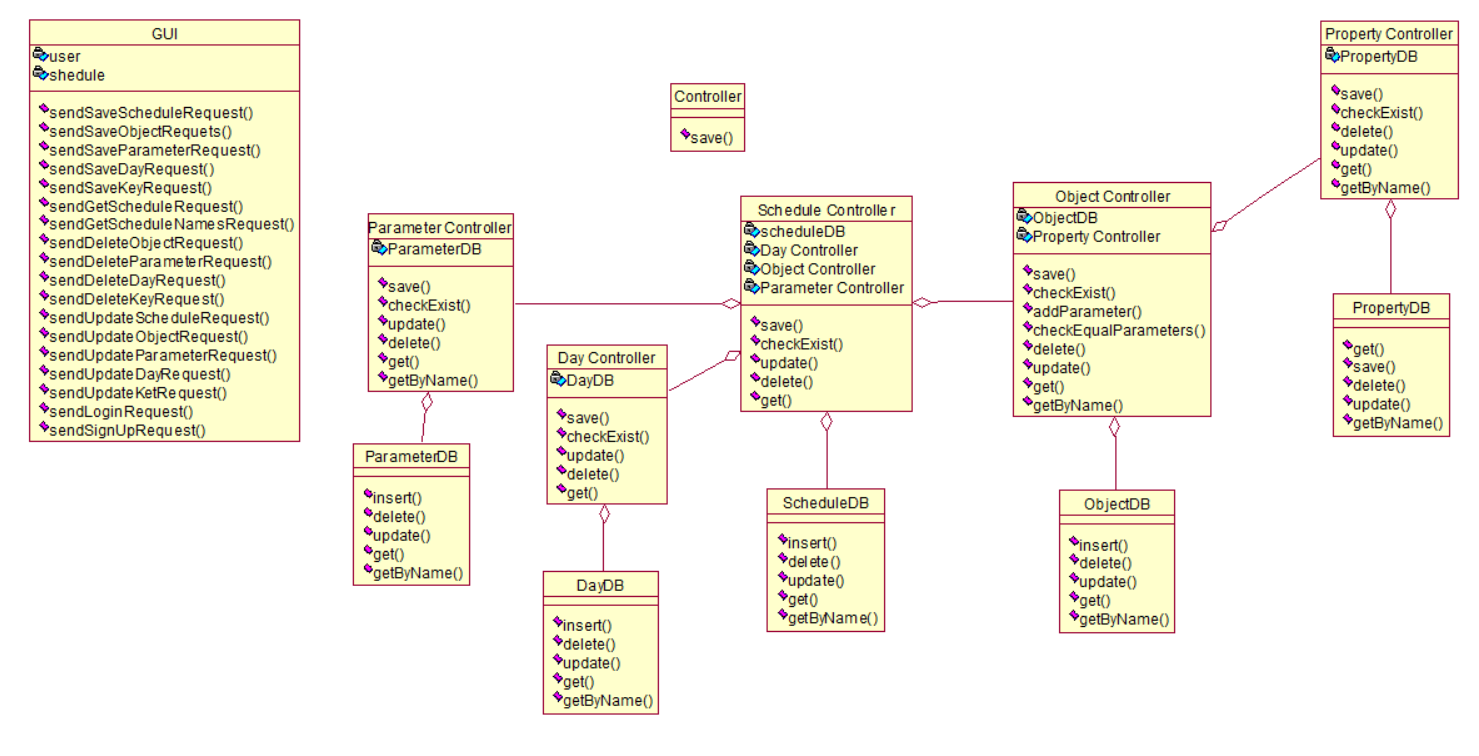 GUI
user
shedule
sendSaveScheduleRequest()
sendSaveObjectRequets()
sendSaveParameterRequest()
sendSaveDayRequest()
sendSaveKeyRequest()
sendGetScheduleRequest()
sendGetScheduleNamesRequest()
sendDeleteObjectRequest()
sendDeleteParameterRequest()
sendDeleteDayRequest()
sendDeleteKeyRequest()
sendUpdateScheduleRequest()
sendUpdateObjectRequest()
sendUpdateParameterRequest()
sendUpdateDayRequest()
sendUpdateKetRequest()
sendLoginRequest()
sendSignUpRequest()
Parameter Controller
ParameterDB
save()
checkExist()
update()
delete()
get()
getByName()
ParameterDB
insert()
delete()
update()
get()
getByName()
Day Controller
DayDB
save()
checkExist()
update()
delete()
get()
DayDB
insert()
delete()
update()
get()
getByName()
Controller
save()
Schedule Controller
scheduleDB
Day Controller
Object Controller
Parameter Controller
save()
checkExist()
update()
delete()
get()
ScheduleDB
insert()
delete()
update()
get()
getByName()
Object Controller
ObjectDB
Property Controller
save()
checkExist()
addParameter()
checkEqualParameters()
delete()
update()
get()
getByName()
ObjectDB
insert()
delete()
update()
get()
getByName()
Property Controller
PropertyDB
save()
checkExist()
delete()
update()
get()
getByName()
PropertyDB
get()
save()
delete()
update()
getByName()